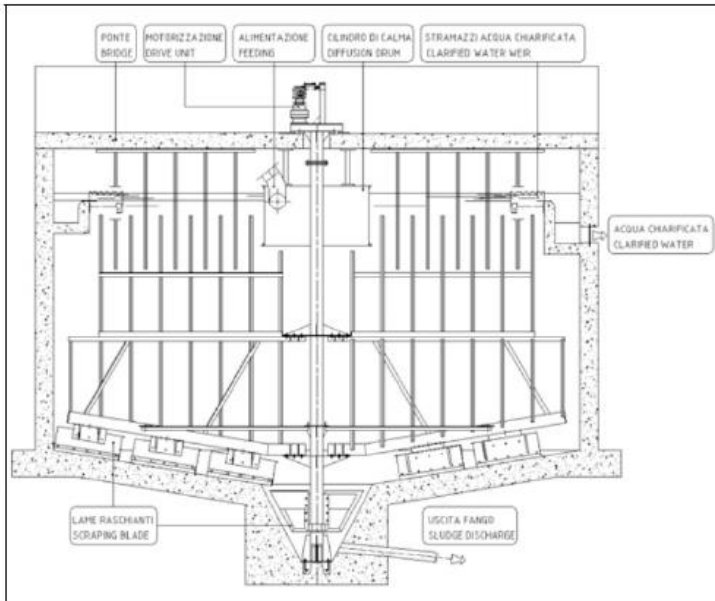 PONTE
BRIDGE
MOTORIZZAZIONE
DRIVE UNIT
ALIMENTAZIONE
FEEDING
CILINDRO DI CALMA
DIFFUSION DRUM
STRAMAZZI ACQUA CHIARIFICATA
CLARIFIED WATER WEIR
ACQUA CHIARIFICATA
CLARIFIED WATER
LAME RASCHIANTI
SCRAPING BLADE
USCITA FANGO
SLUDGE DISCHARGE